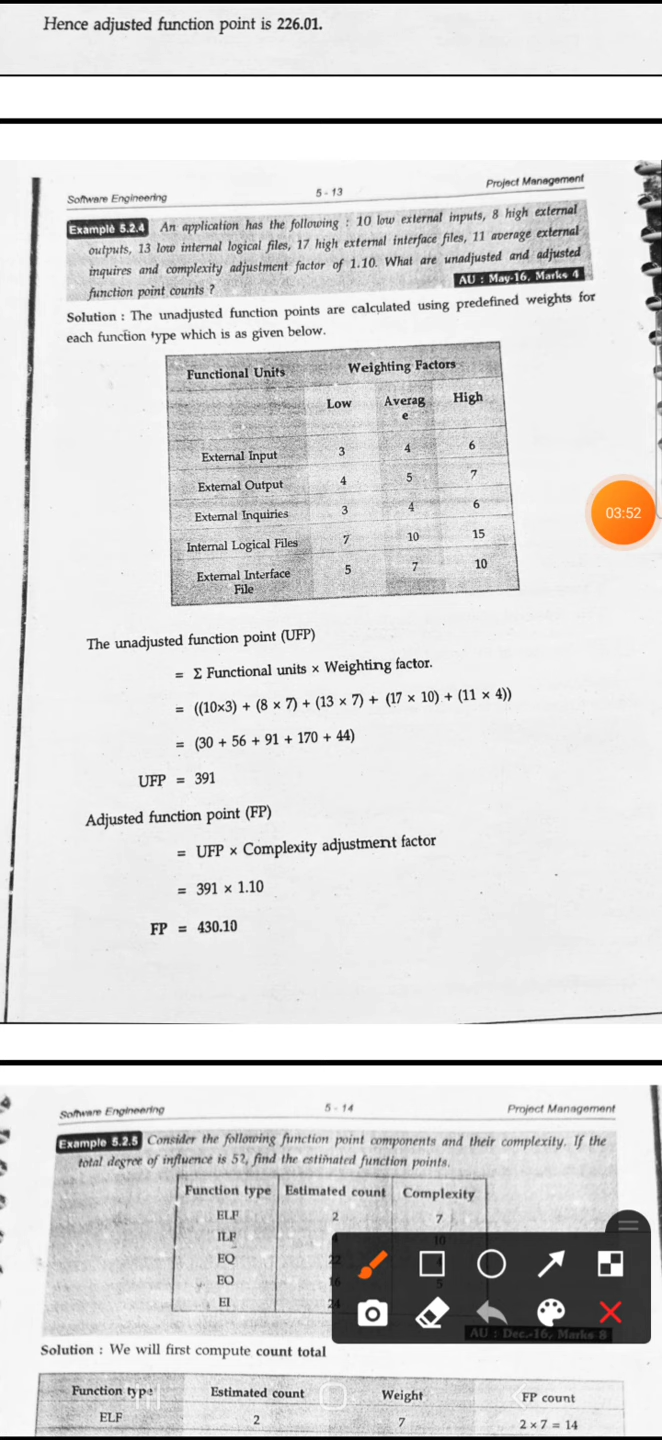 Hence adjusted function point is 226.01.
Software Engineering
5 - 13
Project Management
Example 5.2.4 An application has the following : 10 low external inputs, 8 high external
outputs, 13 low internal logical files, 17 high external interface files, 11 average external
inquires and complexity adjustment factor of 1.10. What are unadjusted and adjusted
function point counts ?
AU : May-16, Marks 4
Solution : The unadjusted function points are calculated using predefined weights for
each function type which is as given below.
Functional Units Weighting Factors
Low Averag High
e
External Input 3 4 6
External Output 4 5 7
External Inquiries 3 4 6
Internal Logical Files 7 10 15
External Interface 5 7 10
File
03:52
The unadjusted function point (UFP)
= Σ Functional units × Weighting factor.
= ((10×3) + (8 × 7) + (13 × 7) + (17 × 10) + (11 × 4))
= (30 + 56 + 91 + 170 + 44)
UFP = 391
Adjusted function point (FP)
= UFP × Complexity adjustment factor
= 391 × 1.10
FP = 430.10
Software Engineering
5 - 14
Project Management
Example 5.2.5 Consider the following function point components and their complexity. If the
total degree of influence is 52, find the estimated function points.
Function type Estimated count Complexity
ELF 2 7
ILF 10
EQ 22
EO 16 5
EI 24
AU : Dec.-16, Marks 8
Solution : We will first compute count total
Function type Estimated count Weight FP count
ELF 2 7 2 × 7 = 14